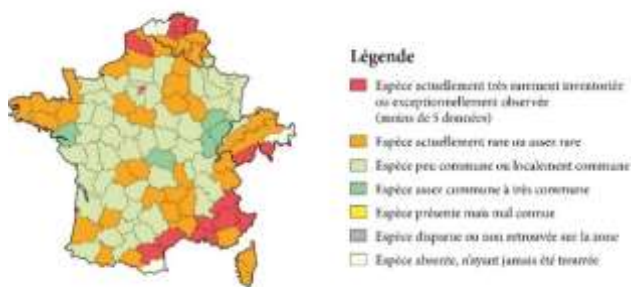 Légende
Espèce actuellement très rarement inventoriée
ou exceptionnellement observée
(moins de 5 données)
Espèce actuellement rare ou assez rare
Espèce peu commune ou localement commune
Espèce assez commune à très commune
Espèce présente mais mal connue
Espèce disparue ou non retrouvée sur la zone
Espèce absente, n'ayant jamais été trouvée